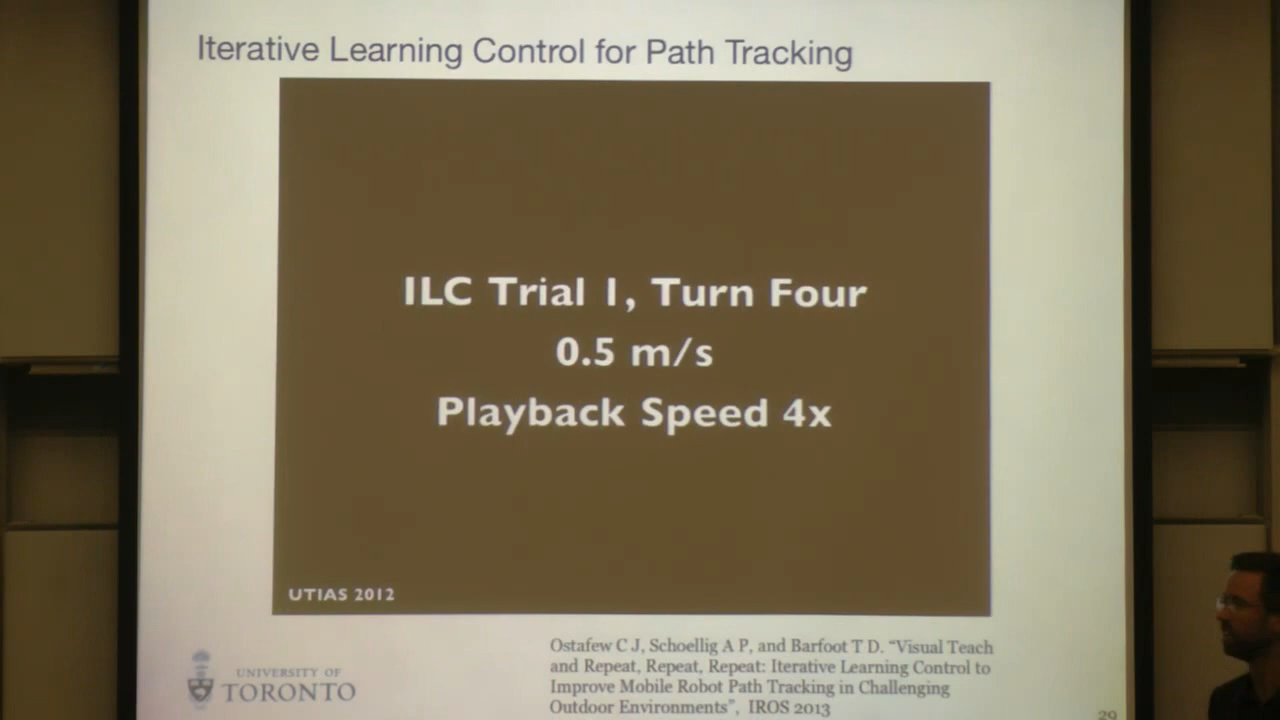 Iterative Learning Control for Path Tracking
ILC Trial 1, Turn Four
0.5 m/s
Playback Speed 4x
UTIAS 2012
UNIVERSITY OF
TORONTO
Ostafew C J, Schoellig A P, and Barfoot T D. “Visual Teach
and Repeat, Repeat, Repeat: Iterative Learning Control to
Improve Mobile Robot Path Tracking in Challenging
Outdoor Environments”, IROS 2013
29